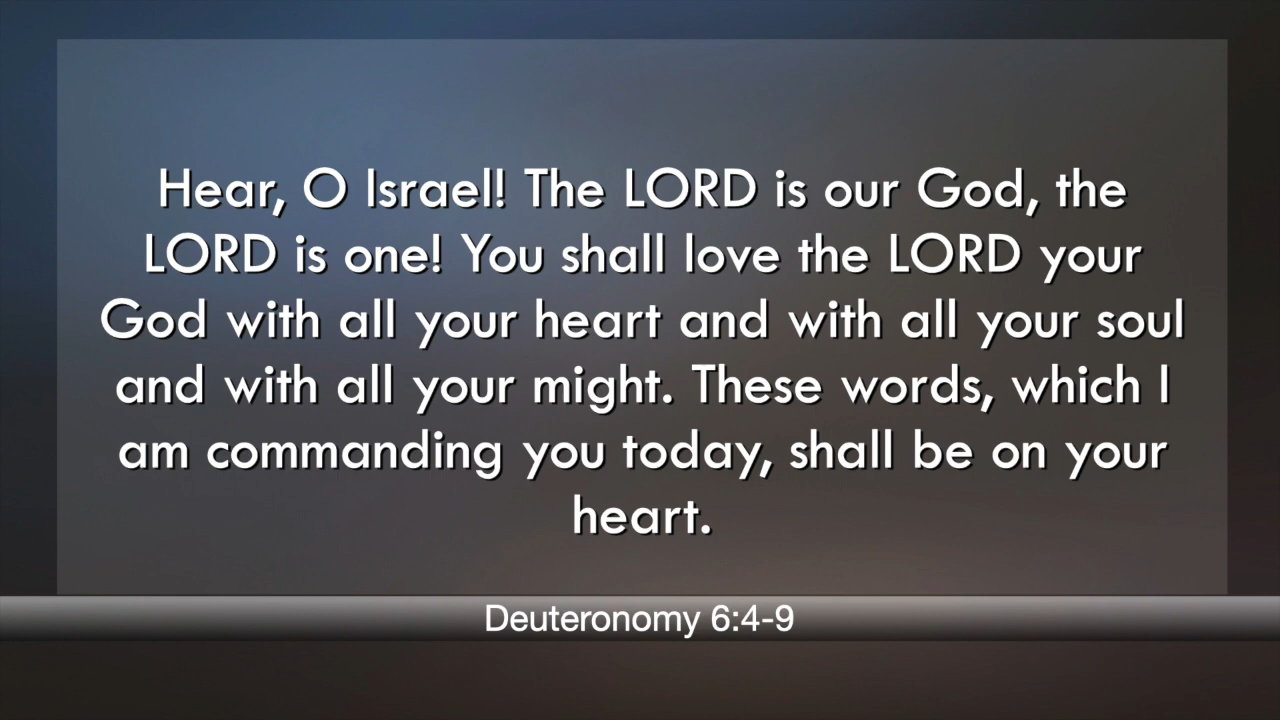 Hear, O Israel! The LORD is our God, the
LORD is one! You shall love the LORD your
God with all your heart and with all your soul
and with all your might. These words, which I
am commanding you today, shall be on your
heart.
Deuteronomy 6:4-9